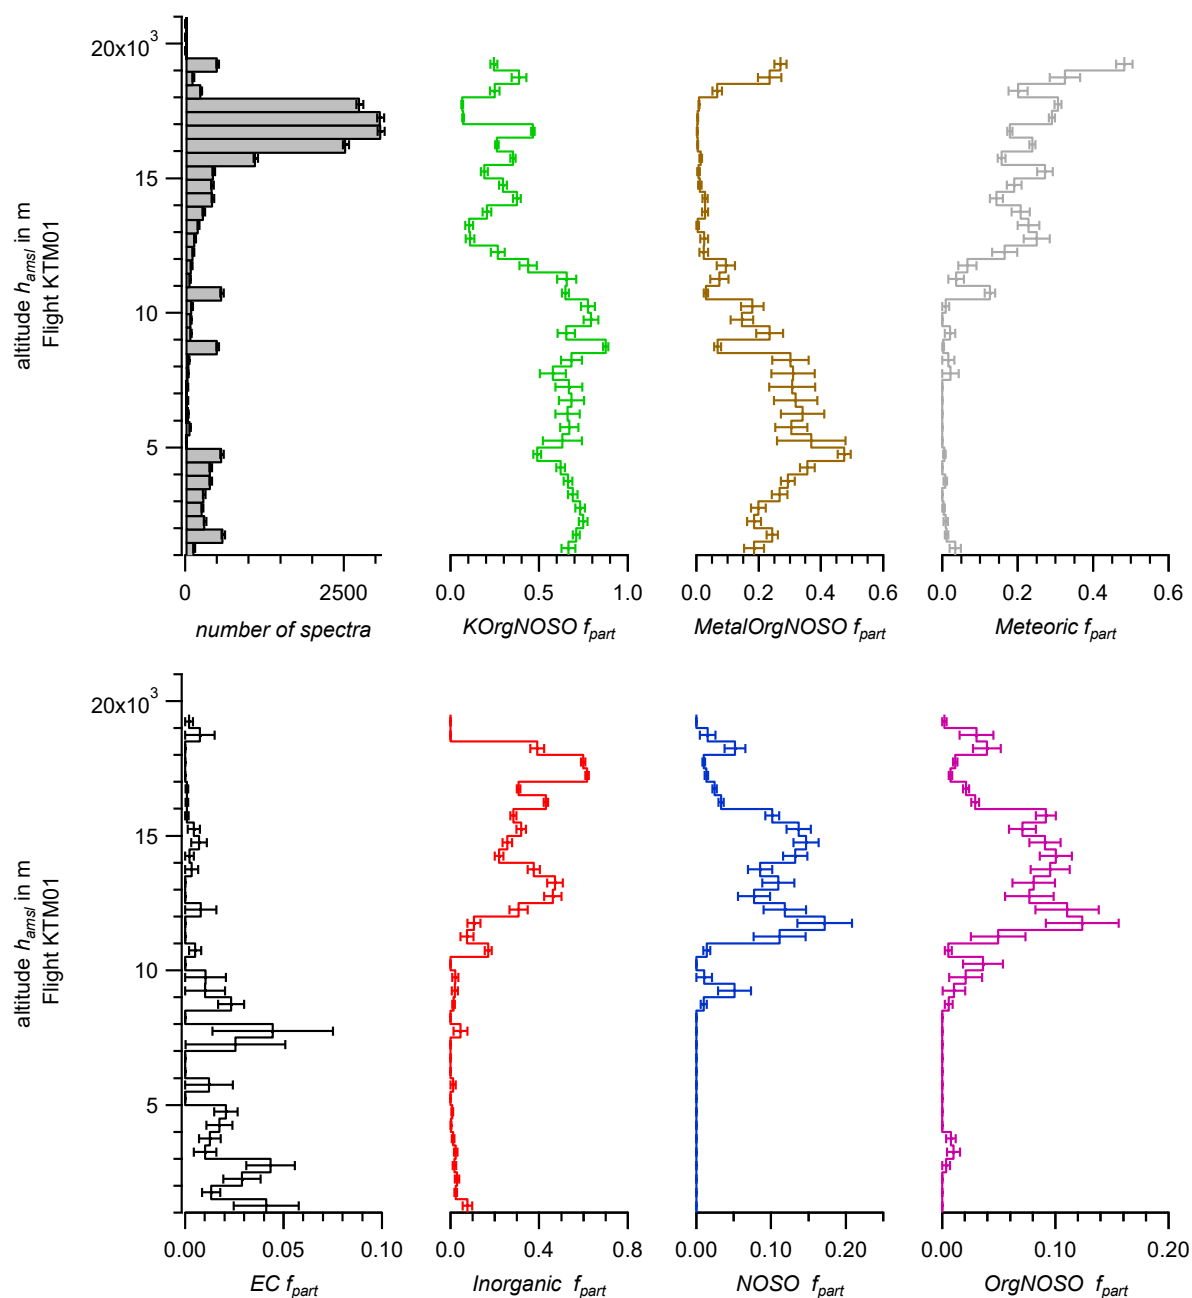 altitude h_amsl in m
Flight KTM01
20x10^3
15
10
5
0 2500
number of spectra
0.0 0.5 1.0
KOrgNOSO f_part
0.0 0.2 0.4 0.6
MetalOrgNOSO f_part
0.0 0.2 0.4 0.6
Meteoric f_part
altitude h_amsl in m
Flight KTM01
20x10^3
15
10
5
0.00 0.05 0.10
EC f_part
0.0 0.4 0.8
Inorganic f_part
0.00 0.10 0.20
NOSO f_part
0.00 0.10 0.20
OrgNOSO f_part